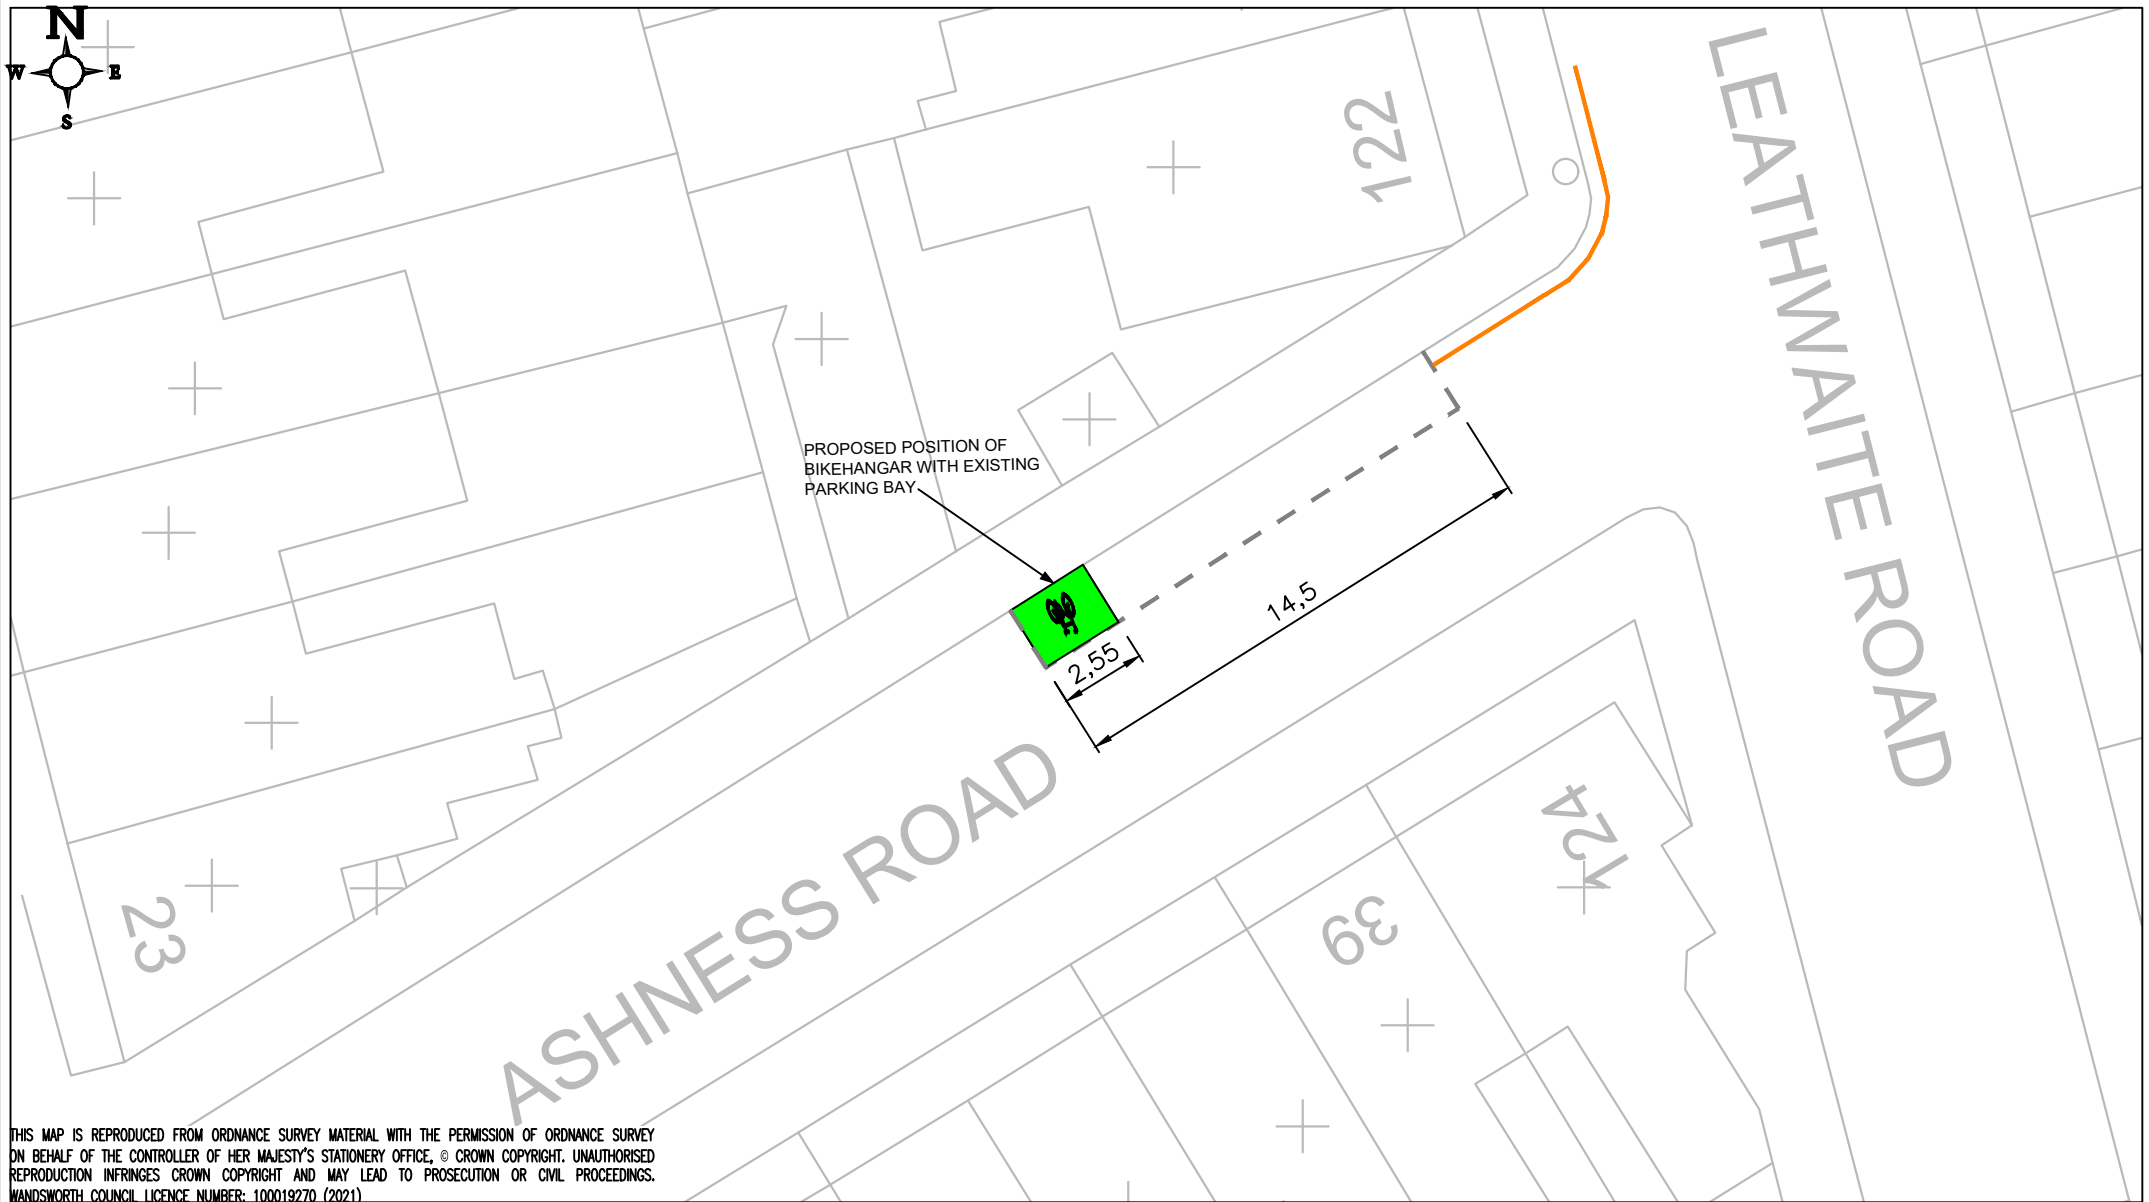 N
W E
S
122
LEATHWAITE ROAD
PROPOSED POSITION OF
BIKEHANGAR WITH EXISTING
PARKING BAY
14,5
2,55
ASHNESS ROAD
124
39
23
THIS MAP IS REPRODUCED FROM ORDNANCE SURVEY MATERIAL WITH THE PERMISSION OF ORDNANCE SURVEY
ON BEHALF OF THE CONTROLLER OF HER MAJESTY'S STATIONERY OFFICE, © CROWN COPYRIGHT. UNAUTHORISED
REPRODUCTION INFRINGES CROWN COPYRIGHT AND MAY LEAD TO PROSECUTION OR CIVIL PROCEEDINGS.
WANDSWORTH COUNCIL LICENCE NUMBER: 100019270 (2021)